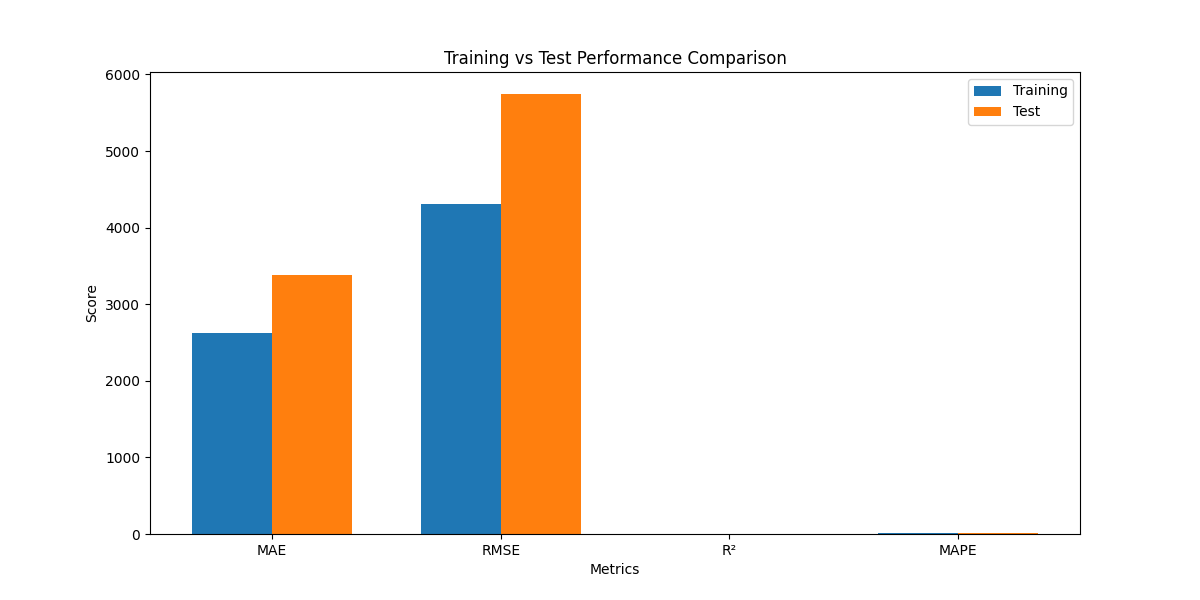 Training vs Test Performance Comparison
6000
5000
4000
3000
2000
1000
0
Score
Training
Test
MAE
RMSE
R²
MAPE
Metrics